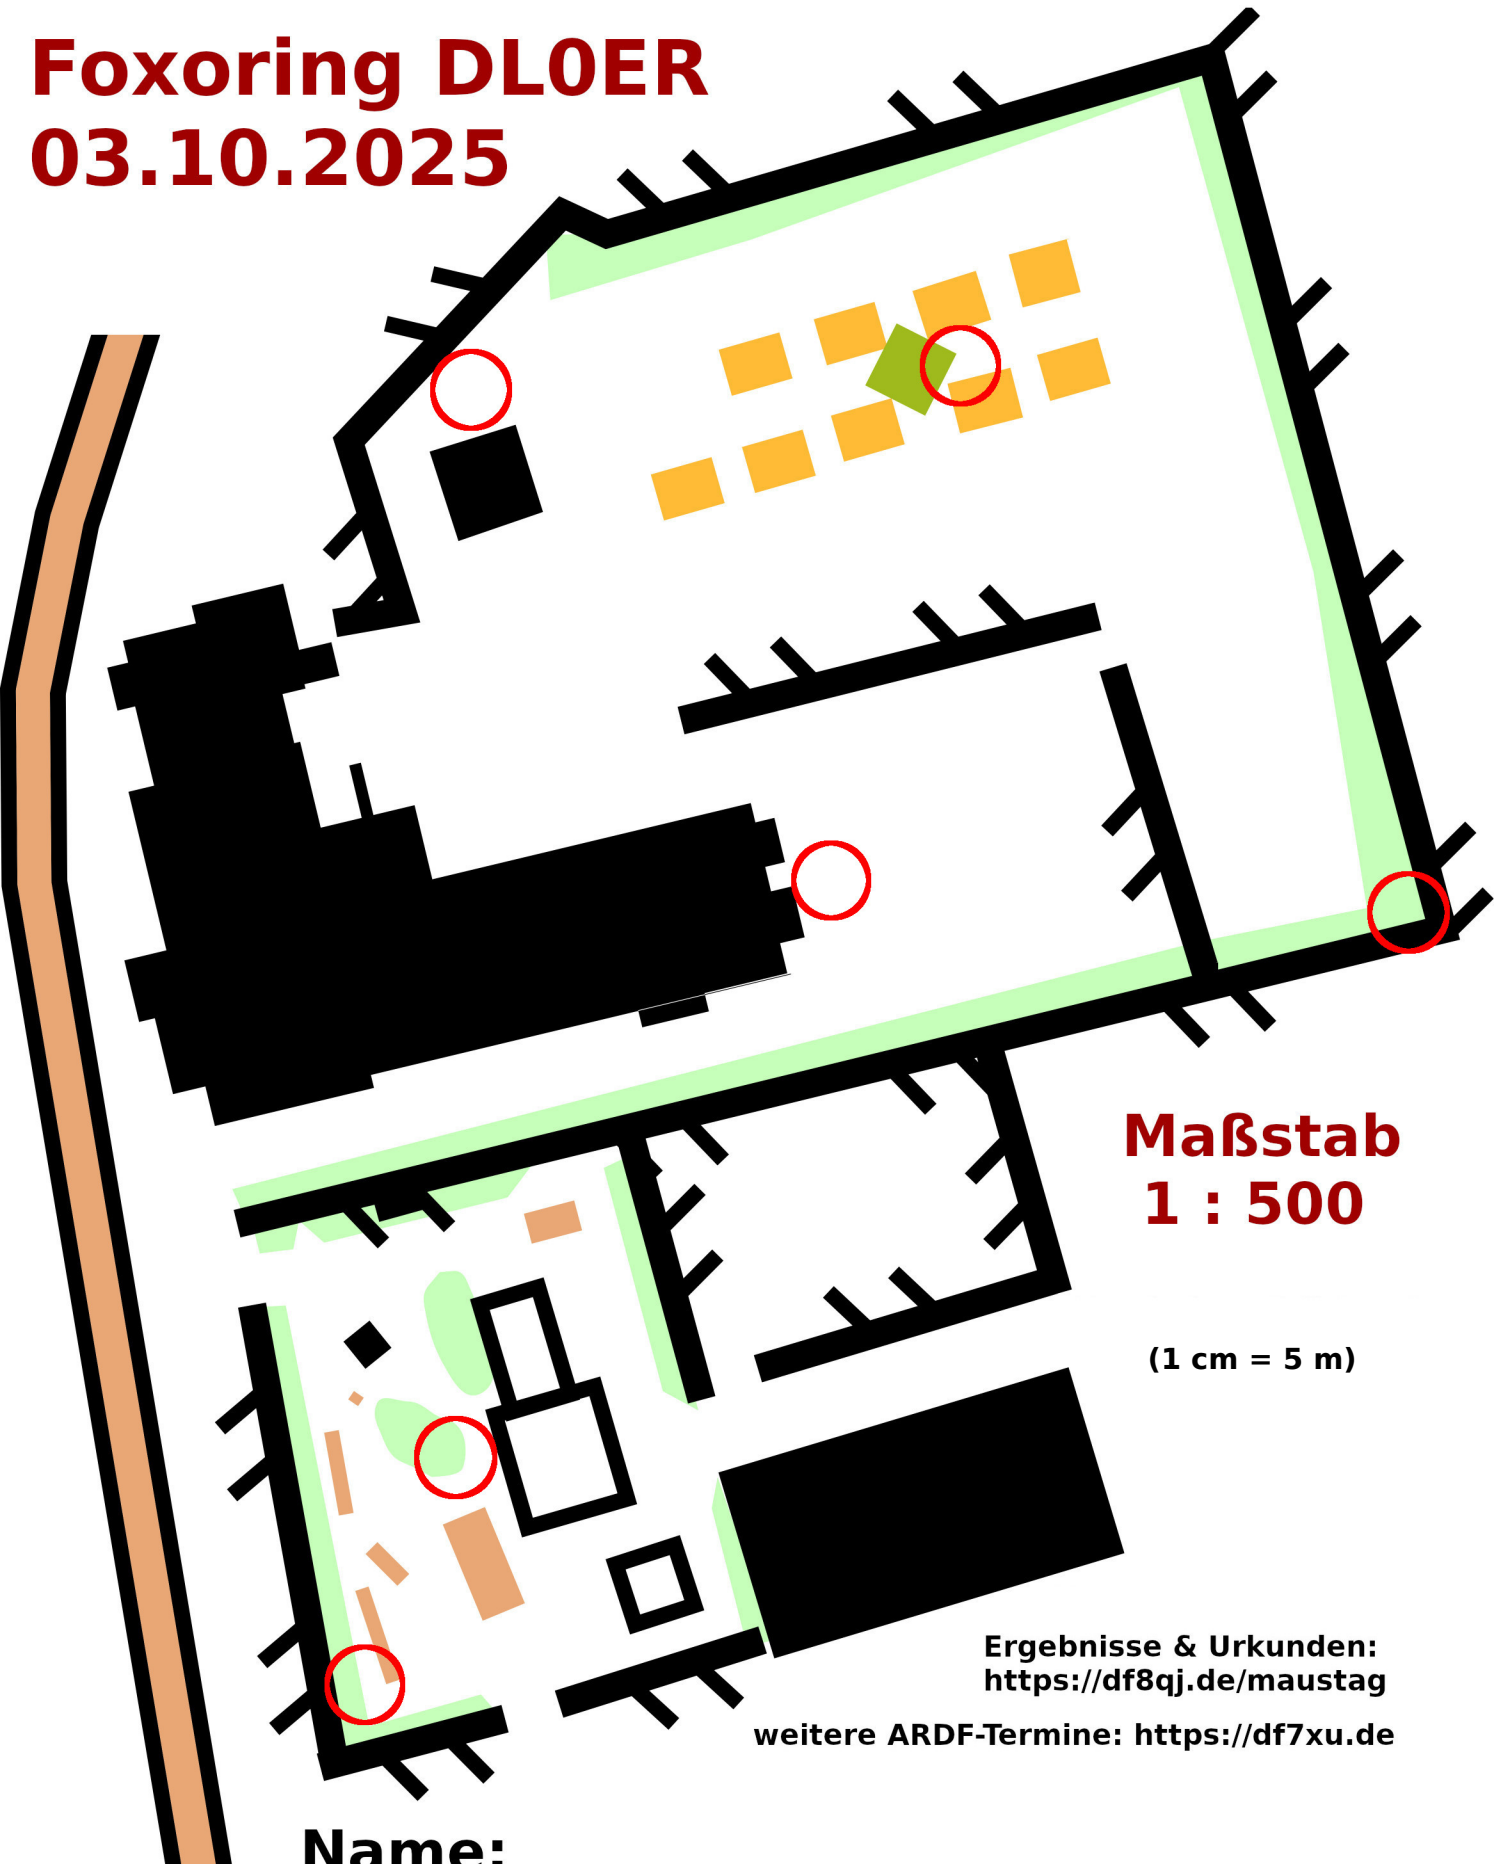 Foxoring DL0ER
03.10.2025
Maßstab
1 : 500
(1 cm = 5 m)
Ergebnisse & Urkunden:
https://df8qj.de/maustag
weitere ARDF-Termine: https://df7xu.de
Name: